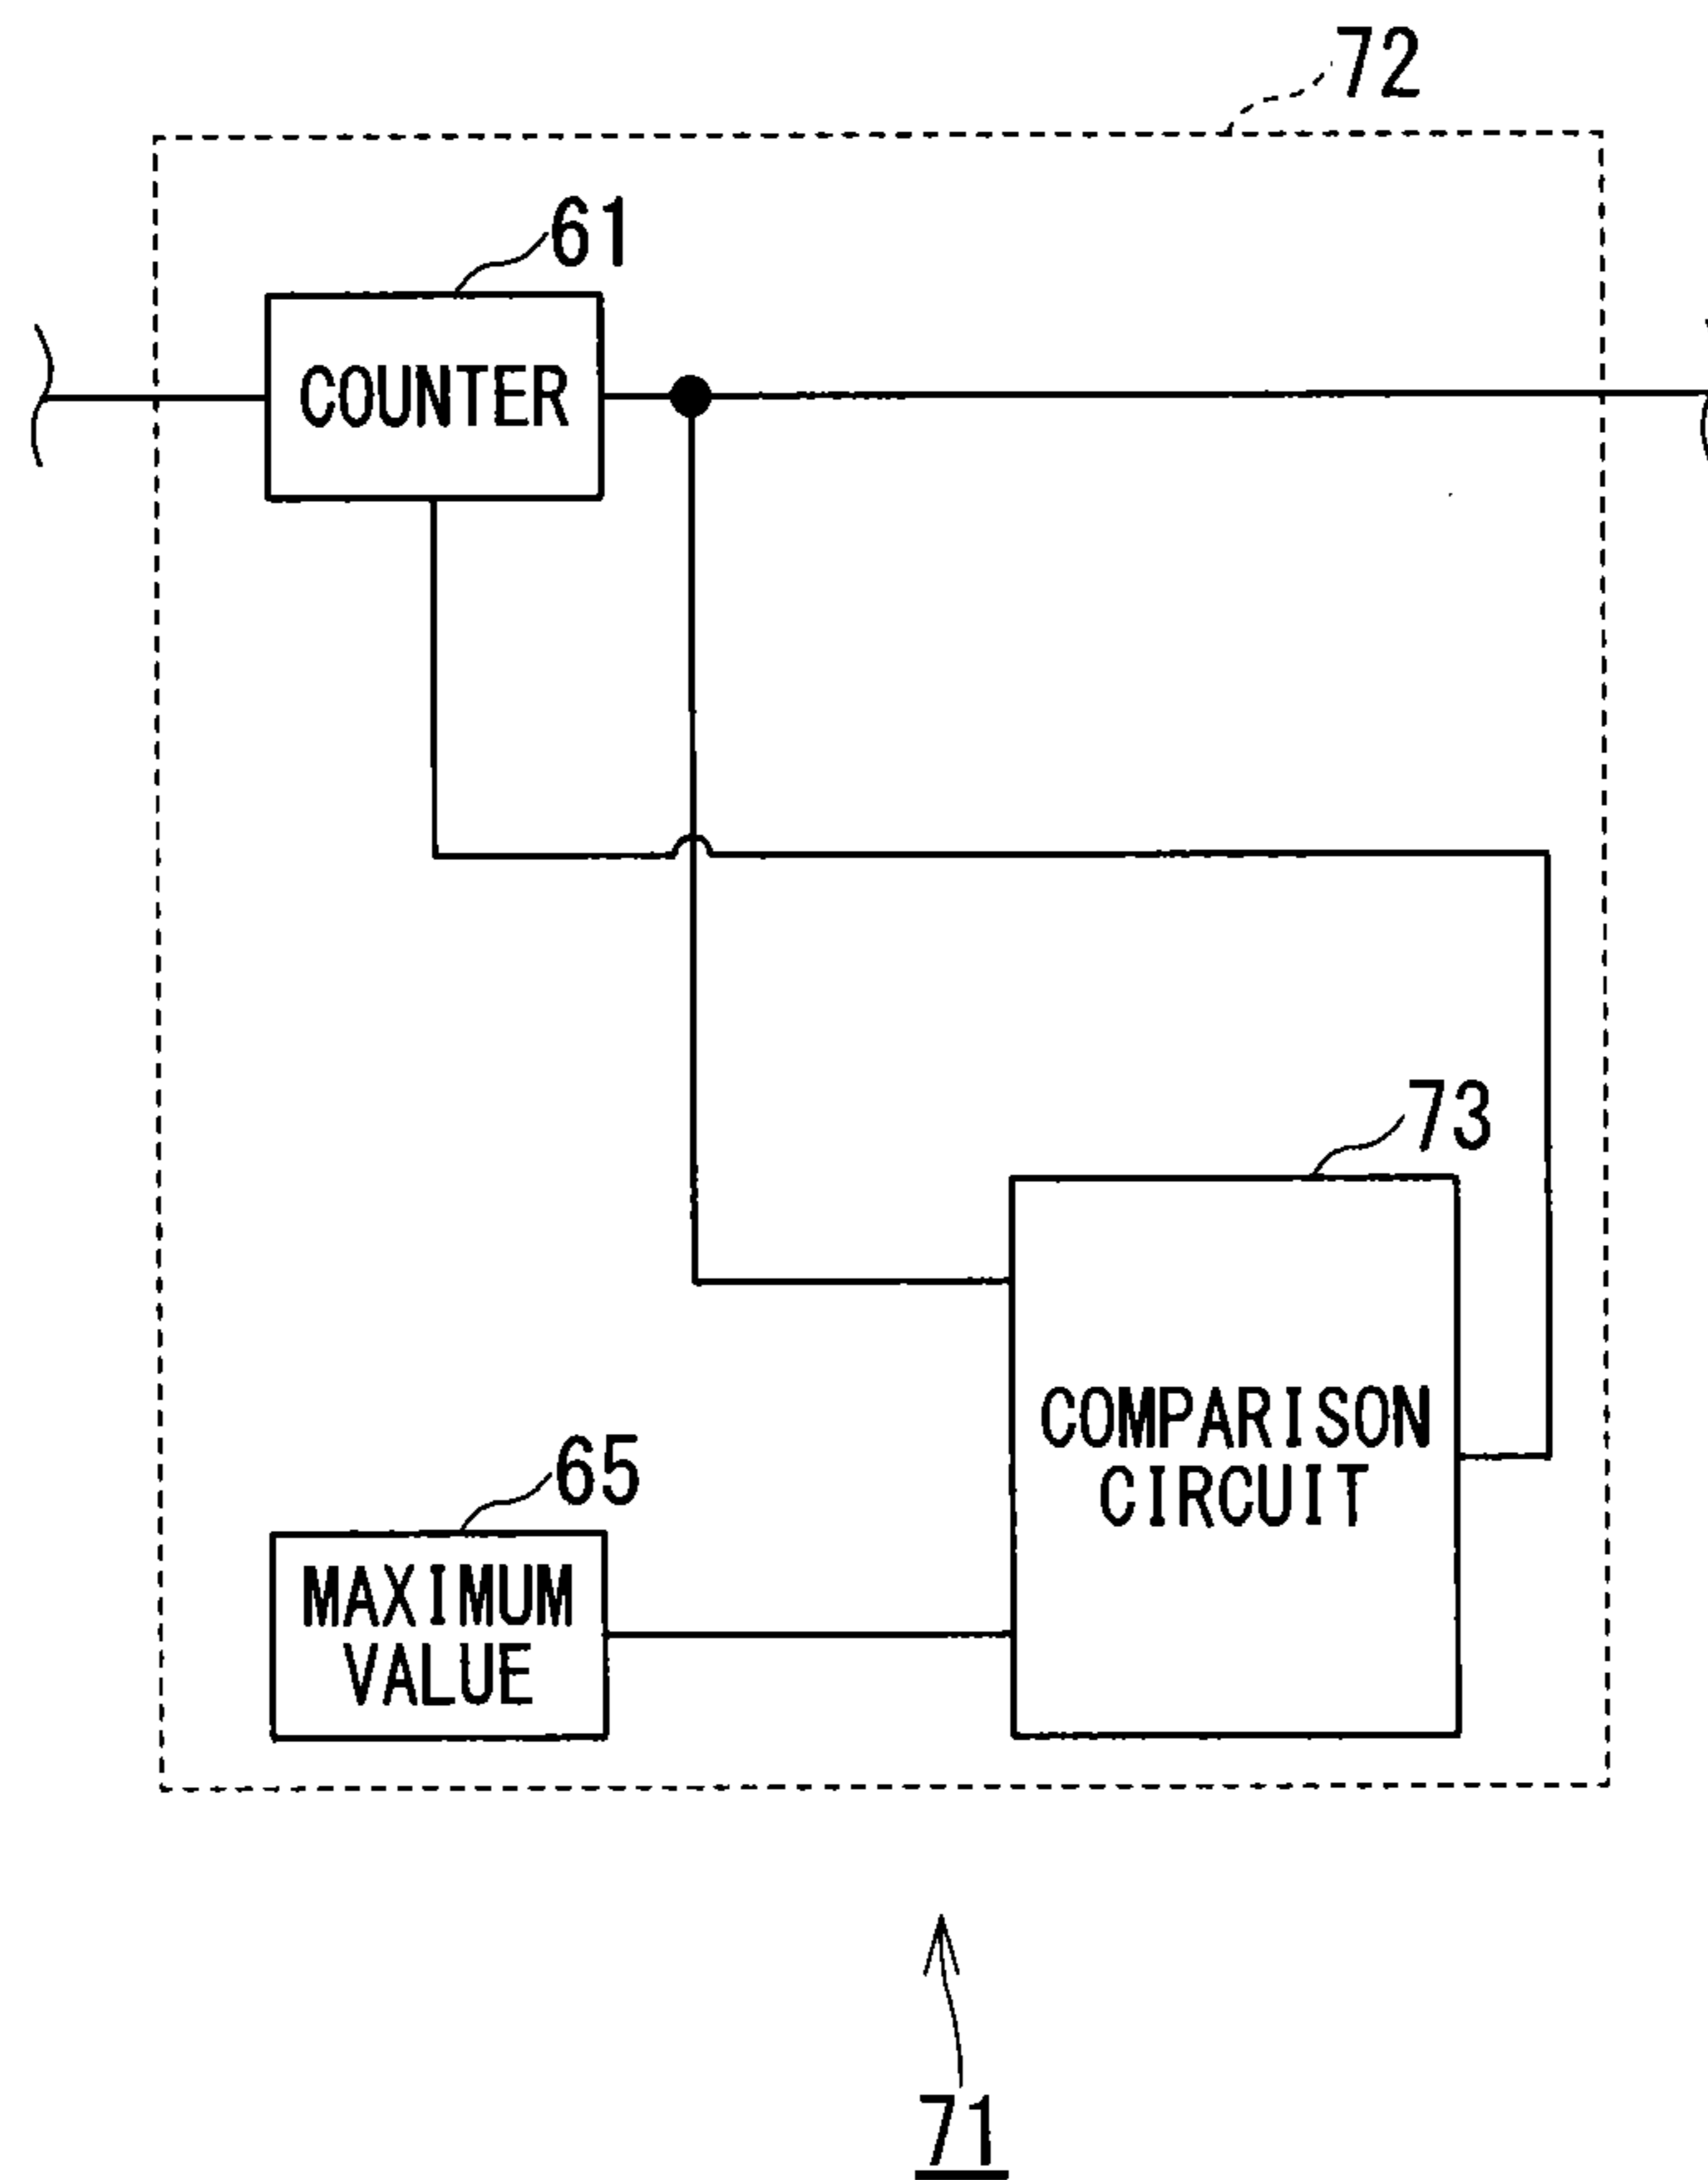 72
61
COUNTER
73
COMPARISON
CIRCUIT
65
MAXIMUM
VALUE
71